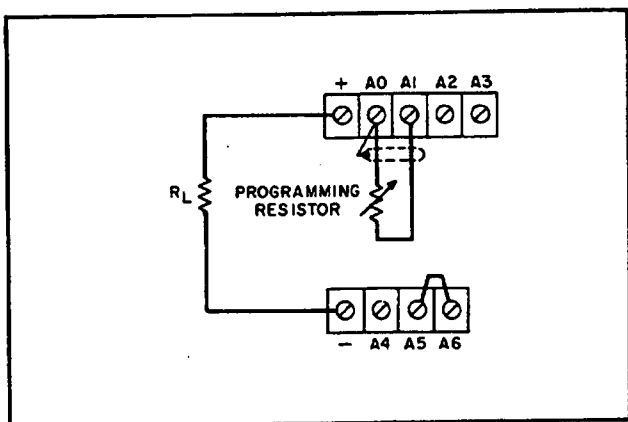 + A0 A1 A2 A3
RL PROGRAMMING
RESISTOR
- A4 A5 A6